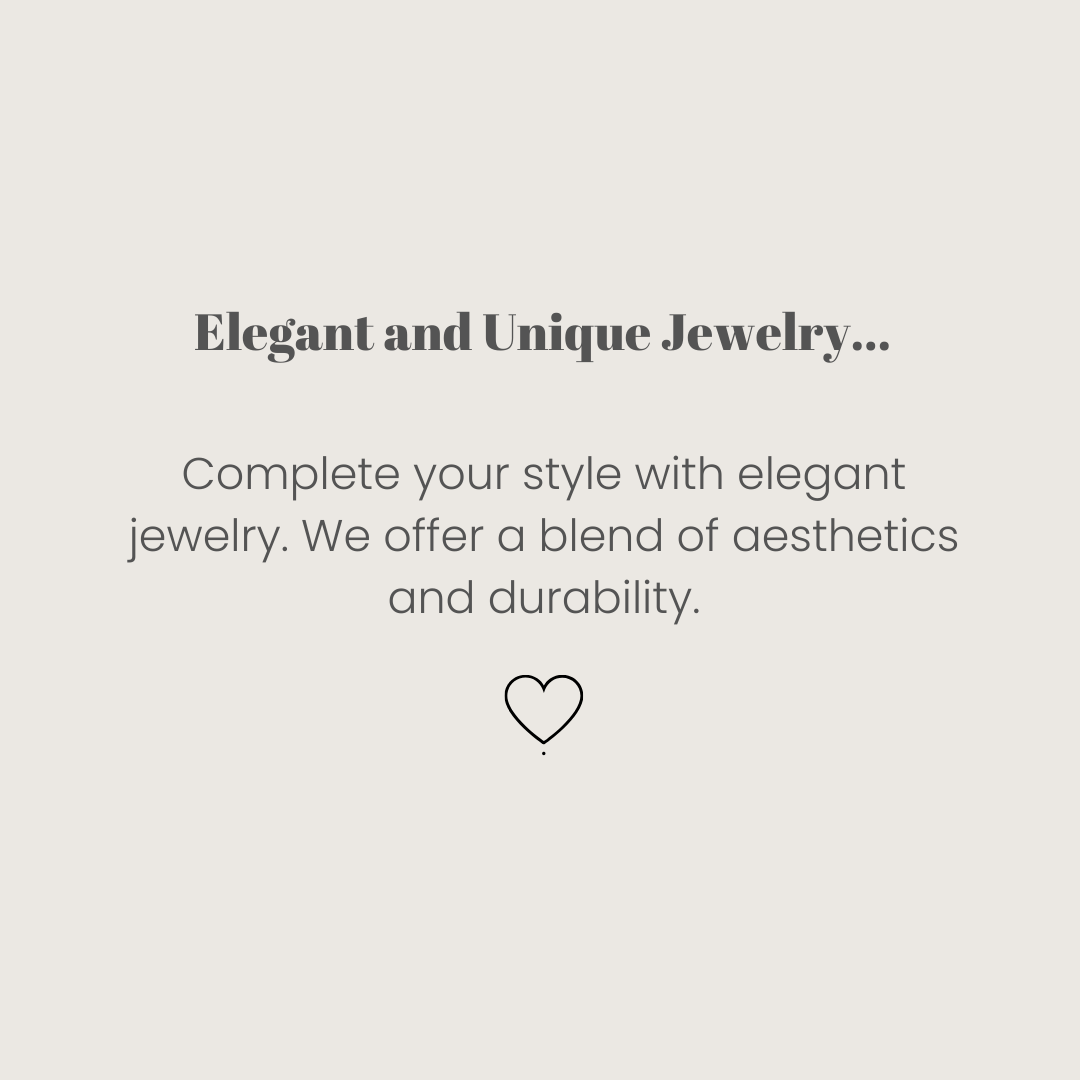 Elegant and Unique Jewelry...
Complete your style with elegant
jewelry. We offer a blend of aesthetics
and durability.